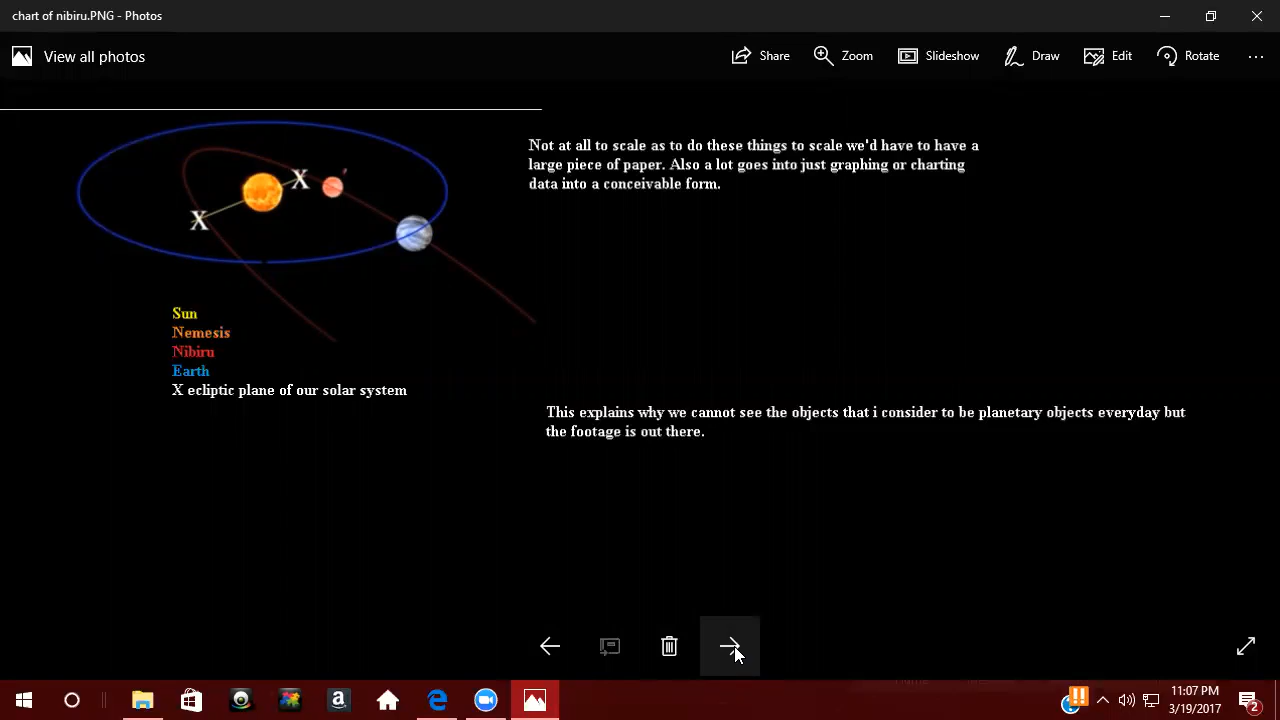 chart of nibiru.PNG - Photos
View all photos
Share
Zoom
Slideshow
Draw
Edit
Rotate
Not at all to scale as to do these things to scale we'd have to have a
large piece of paper. Also a lot goes into just graphing or charting
data into a conceivable form.
X
X
Sun
Nemesis
Nibiru
Earth
X ecliptic plane of our solar system
This explains why we cannot see the objects that i consider to be planetary objects everyday but
the footage is out there.
11:07 PM
3/19/2017
2